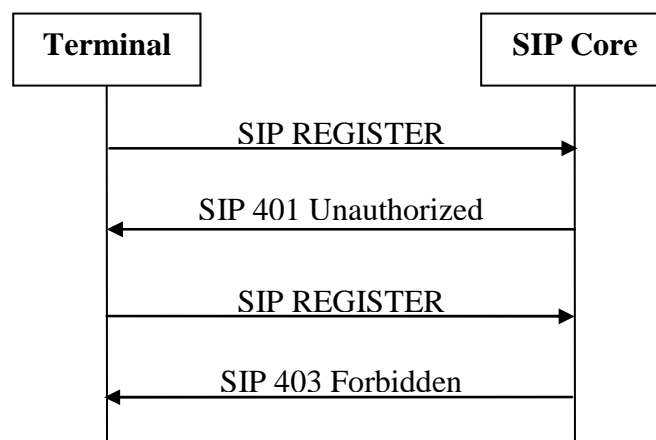 Terminal
SIP Core
SIP REGISTER
SIP 401 Unauthorized
SIP REGISTER
SIP 403 Forbidden